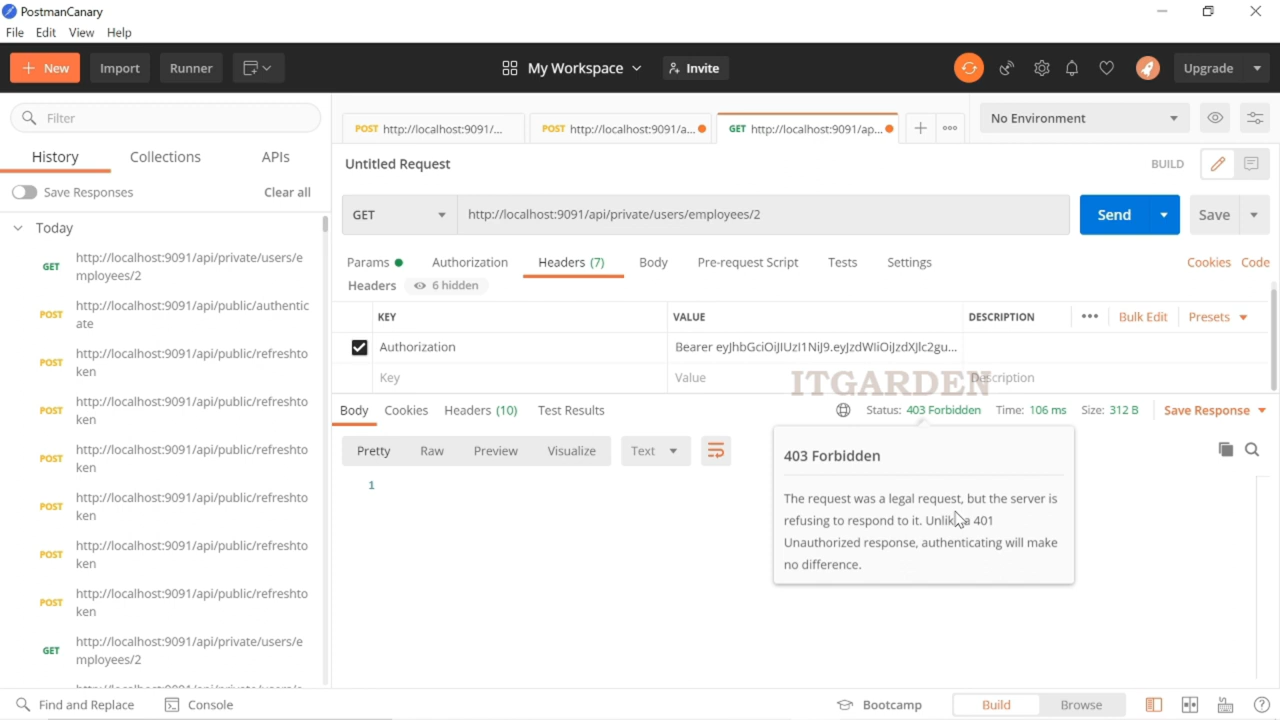 PostmanCanary
File Edit View Help
+ New Import Runner My Workspace Invite Upgrade
Filter
History Collections APIs
Save Responses Clear all
Today
GET http://localhost:9091/api/private/users/e
mployees/2
POST http://localhost:9091/api/public/authentic
ate
POST http://localhost:9091/api/public/refreshto
ken
POST http://localhost:9091/api/public/refreshto
ken
POST http://localhost:9091/api/public/refreshto
ken
POST http://localhost:9091/api/public/refreshto
ken
POST http://localhost:9091/api/public/refreshto
ken
POST http://localhost:9091/api/public/refreshto
ken
GET http://localhost:9091/api/private/users/e
mployees/2
POST http://localhost:9091/... POST http://localhost:9091/a... GET http://localhost:9091/ap... No Environment
Untitled Request BUILD
GET http://localhost:9091/api/private/users/employees/2 Send Save
Params Authorization Headers (7) Body Pre-request Script Tests Settings Cookies Code
Headers 6 hidden
KEY VALUE DESCRIPTION Bulk Edit Presets
Authorization Bearer eyJhbGciOiJIUzI1NiJ9.eyJzdWIiOiJzdXJlc2gu...
Key Value Description
ITGARDEN
Body Cookies Headers (10) Test Results Status: 403 Forbidden Time: 106 ms Size: 312 B Save Response
Pretty Raw Preview Visualize Text
1
403 Forbidden
The request was a legal request, but the server is
refusing to respond to it. Unlike a 401
Unauthorized response, authenticating will make
no difference.
Find and Replace Console Bootcamp Build Browse